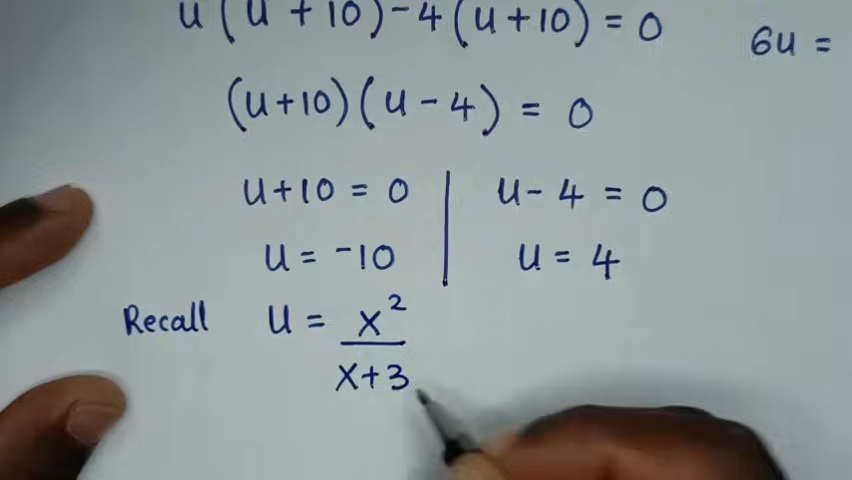 u(u+10)-4(u+10)=0
6u =
(u+10)(u-4) = 0
u+10 = 0 | u-4 = 0
u = -10 | u = 4
Recall u = x²/x+3